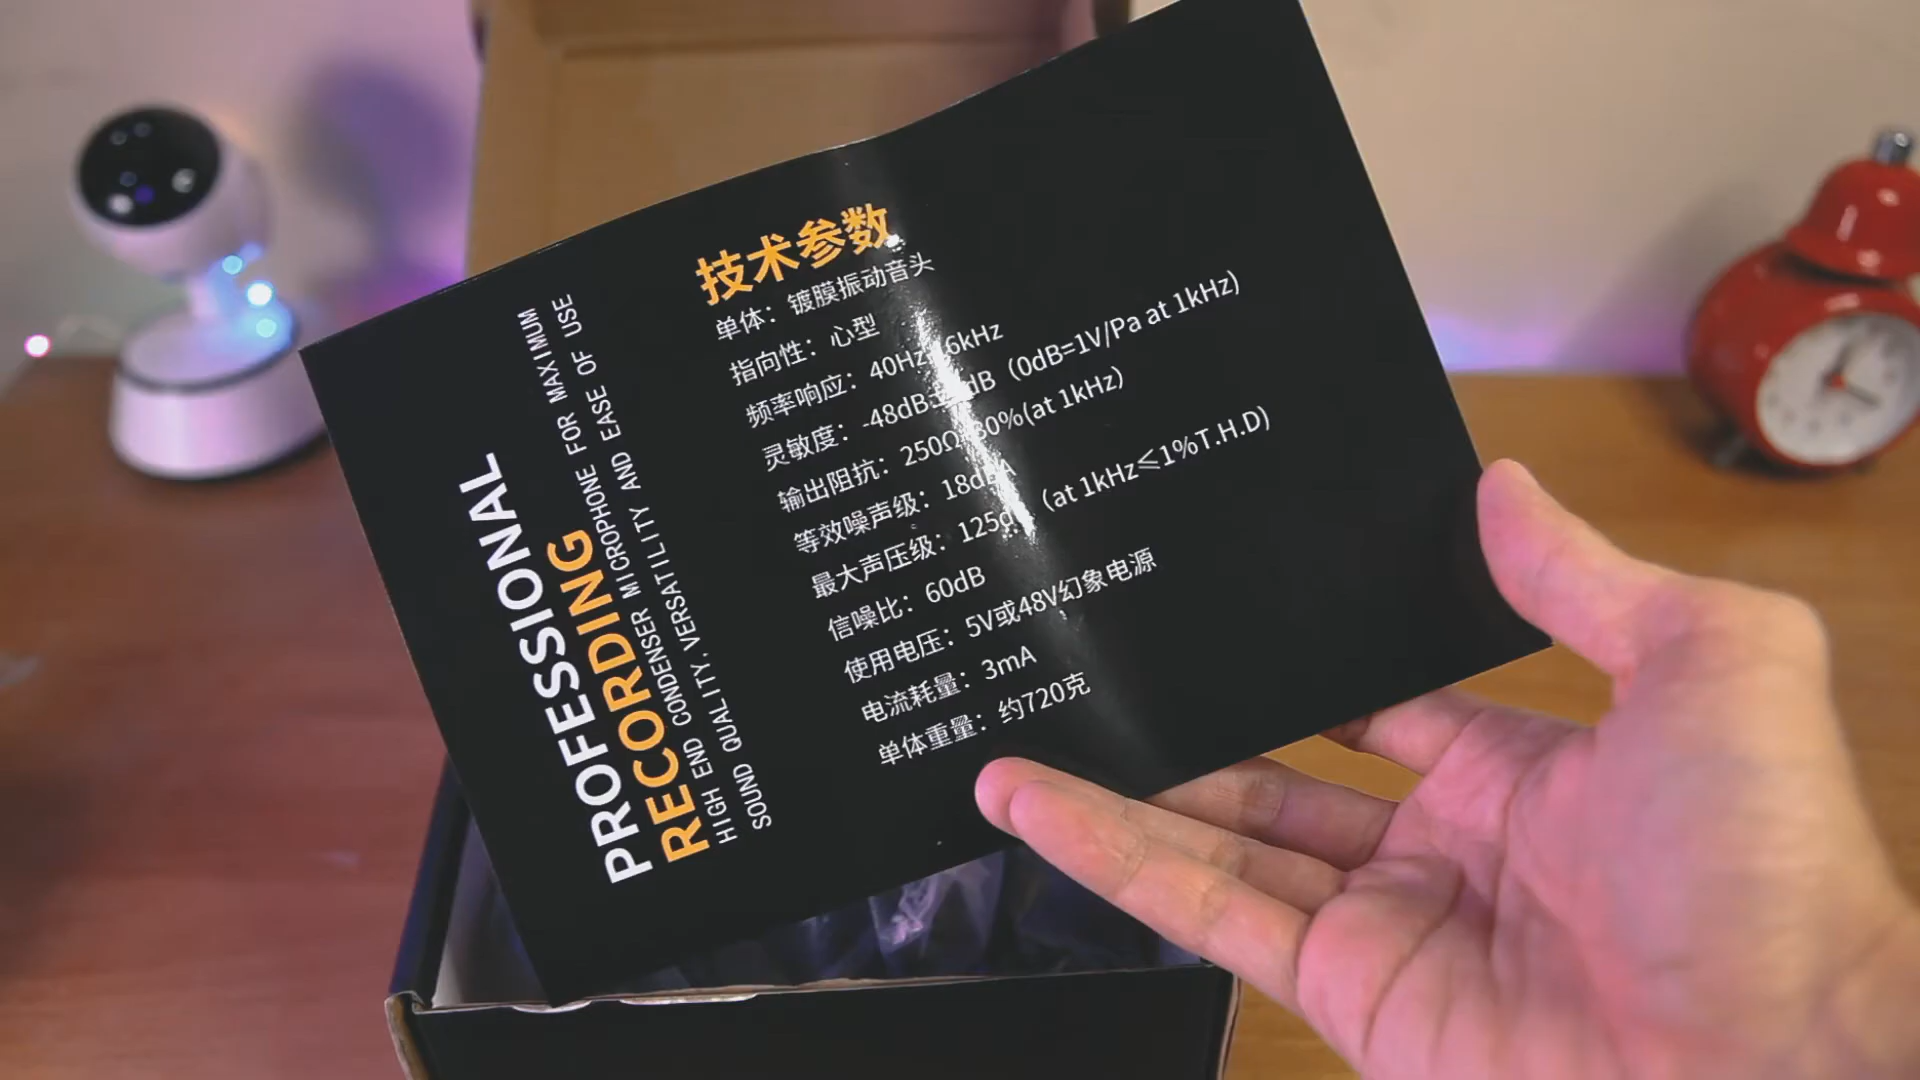 PROFESSIONAL
RECORDING
HIGH END CONDENSER MICROPHONE FOR MAXIMUM
SOUND QUALITY, VERSATILITY AND EASE OF USE
技术参数
单体：镀膜振动音头
指向性：心型
频率响应：40Hz 6kHz
灵敏度：-48dB dB（0dB=1V/Pa at 1kHz)
输出阻抗：250Ω 30%(at 1kHz）
等效噪声级：18dBA
最大声压级：125d （at 1kHz≤1%T.H.D)
信噪比：60dB
使用电压：5V或48V幻象电源
电流耗量：3mA
单体重量：约720克